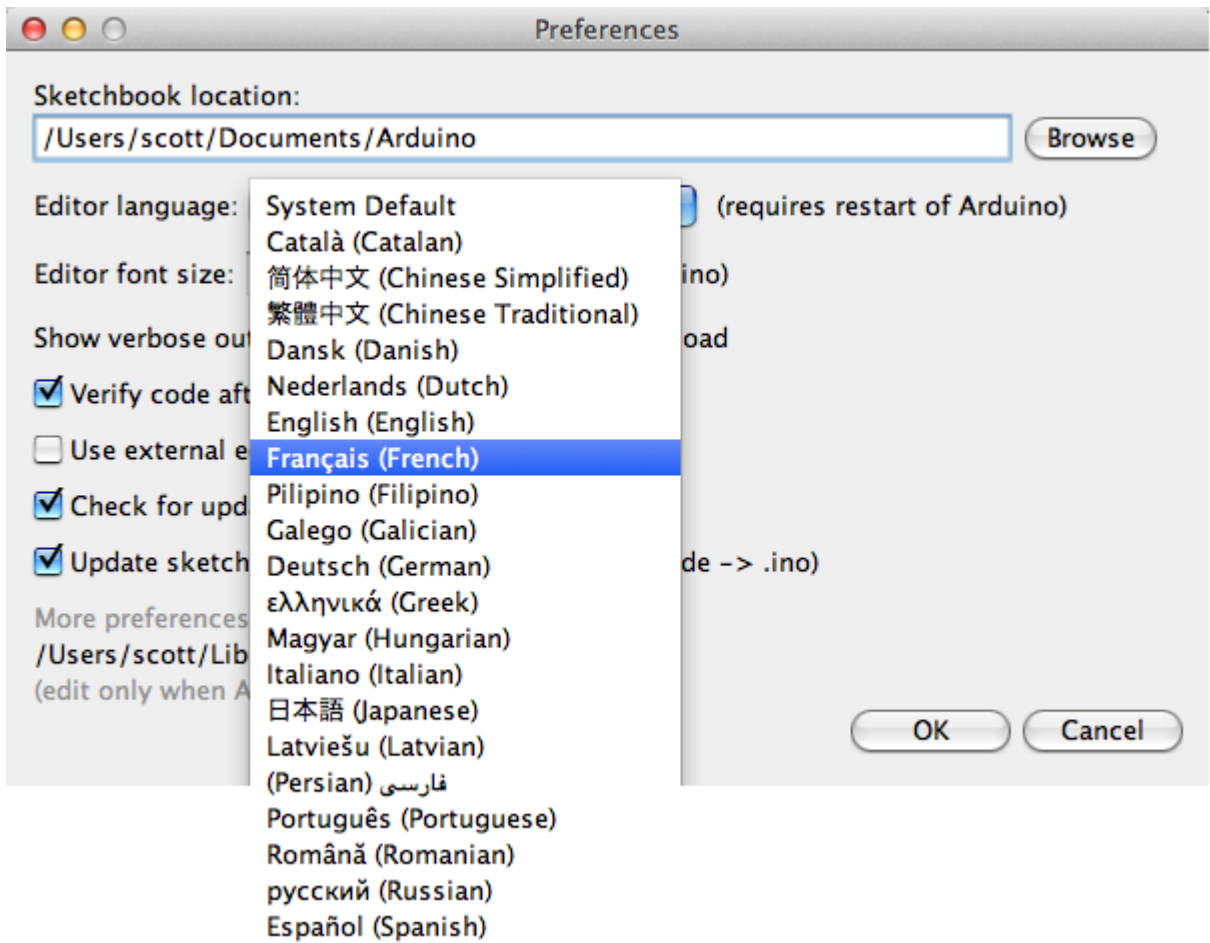 Preferences
Sketchbook location:
/Users/scott/Documents/Arduino
Browse
Editor language:
(requires restart of Arduino)
Editor font size:
ino)
Show verbose out
oad
Verify code aft
Use external e
Check for upd
Update sketch
de -> .ino)
More preferences
/Users/scott/Lib
(edit only when A
System Default
Català (Catalan)
简体中文 (Chinese Simplified)
繁體中文 (Chinese Traditional)
Dansk (Danish)
Nederlands (Dutch)
English (English)
Français (French)
Pilipino (Filipino)
Galego (Galician)
Deutsch (German)
ελληνικά (Greek)
Magyar (Hungarian)
Italiano (Italian)
日本語 (Japanese)
Latviešu (Latvian)
فارسی (Persian)
Português (Portuguese)
Română (Romanian)
русский (Russian)
Español (Spanish)
OK
Cancel